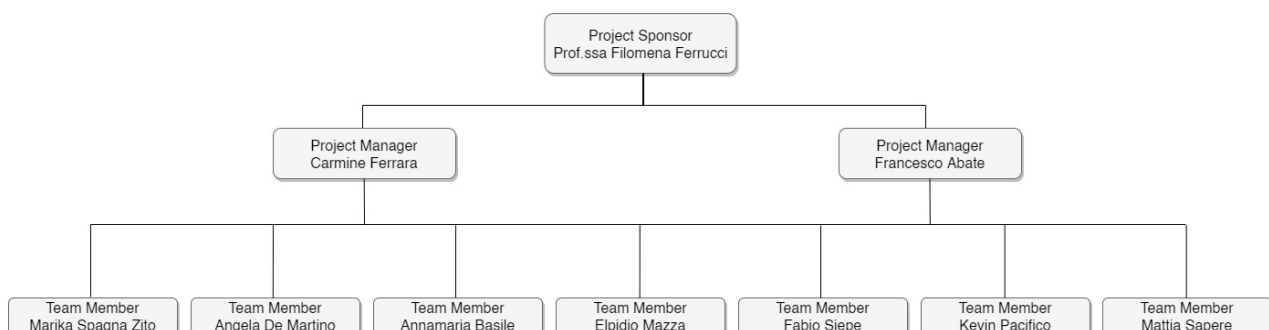 Project Sponsor
Prof.ssa Filomena Ferrucci
Project Manager
Carmine Ferrara
Project Manager
Francesco Abate
Team Member
Marika Spagna Zito
Team Member
Angela De Martino
Team Member
Annamaria Basile
Team Member
Elpidio Mazza
Team Member
Fabio Siepe
Team Member
Kevin Pacifico
Team Member
Mattia Sapere